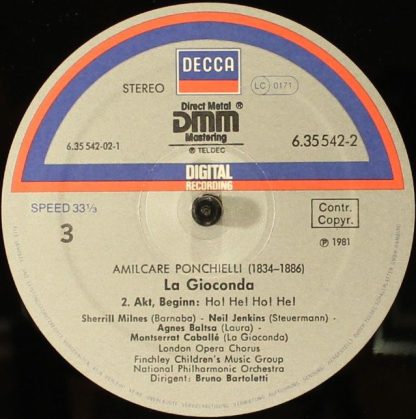 DECCA
STEREO
LC 0171
Direct Metal ®
DMM
Mastering
℗ TELDEC
6.35 542-02-1
6.35 542-2
DIGITAL
RECORDING
SPEED 33⅓
3
Contr.
Copyr.
℗ 1981
AMILCARE PONCHIELLI (1834–1886)
La Gioconda
2. Akt, Beginn: Ho! He! Ho! He!
Sherrill Milnes (Barnaba) - Neil Jenkins (Steuermann) -
Agnes Baltsa (Laura) -
Montserrat Caballé (La Gioconda)
London Opera Chorus
Finchley Children's Music Group
National Philharmonic Orchestra
Dirigent: Bruno Bartoletti